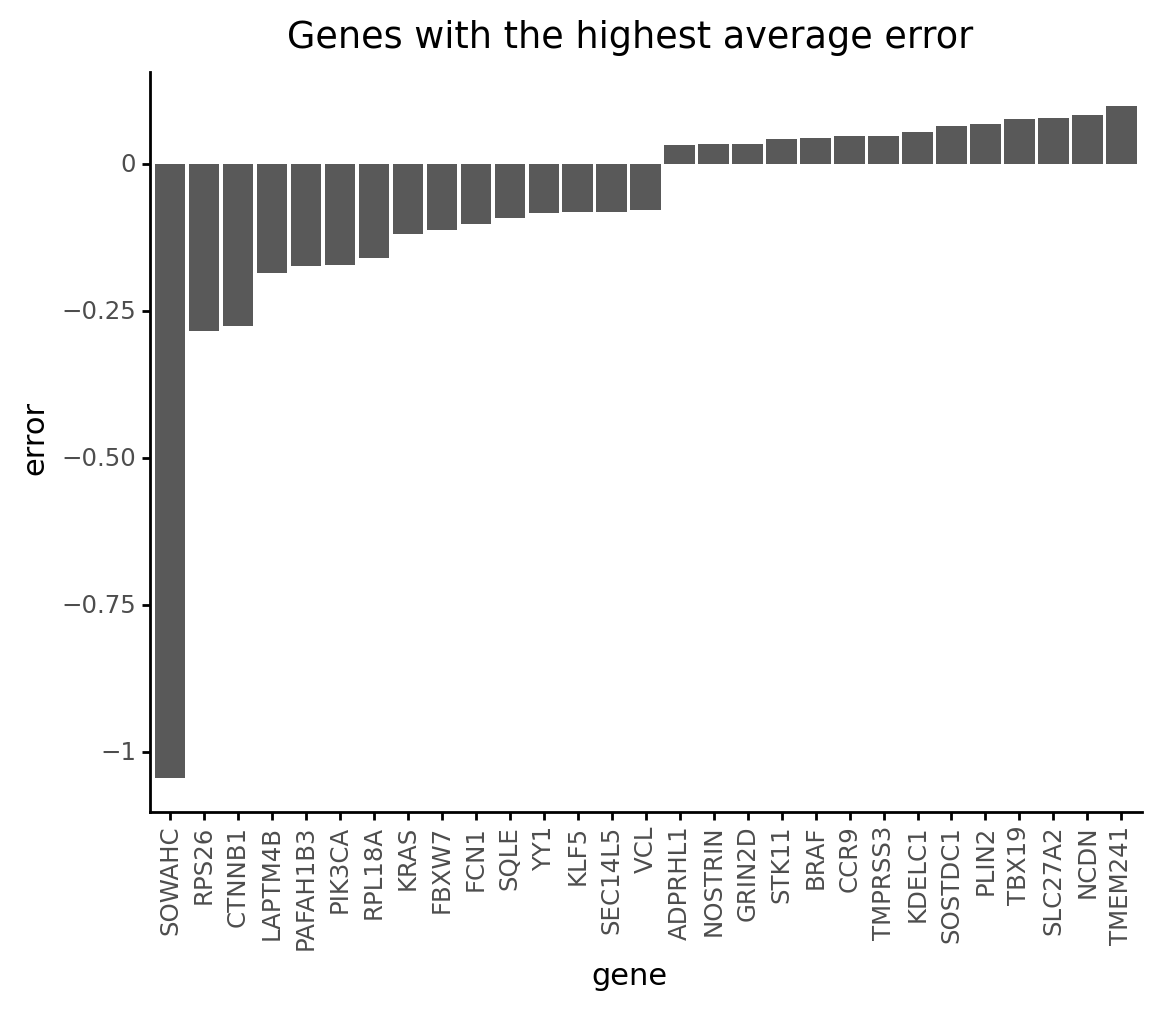 Genes with the highest average error
error
0
−0.25
−0.50
−0.75
−1
SOWAHC
RPS26
CTNNB1
LAPTM4B
PAFAH1B3
PIK3CA
RPL18A
KRAS
FBXW7
FCN1
SQLE
YY1
KLF5
SEC14L5
VCL
ADPRHL1
NOSTRIN
GRIN2D
STK11
BRAF
CCR9
TMPRSS3
KDELC1
SOSTDC1
PLIN2
TBX19
SLC27A2
NCDN
TMEM241
gene